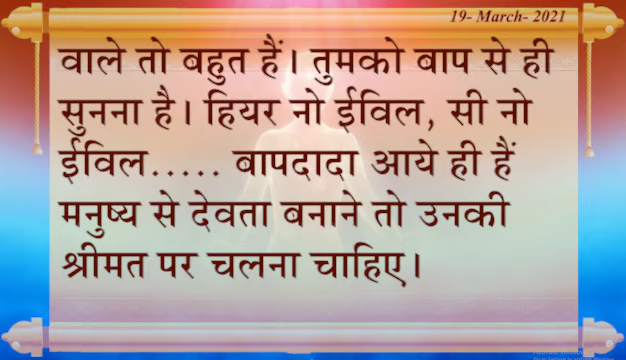 19- March- 2021
वाले तो बहुत हैं। तुमको बाप से ही
सुनना है। हियर नो ईविल, सी नो
ईविल..... बापदादा आये ही हैं
मनुष्य से देवता बनाने तो उनकी
श्रीमत पर चलना चाहिए।